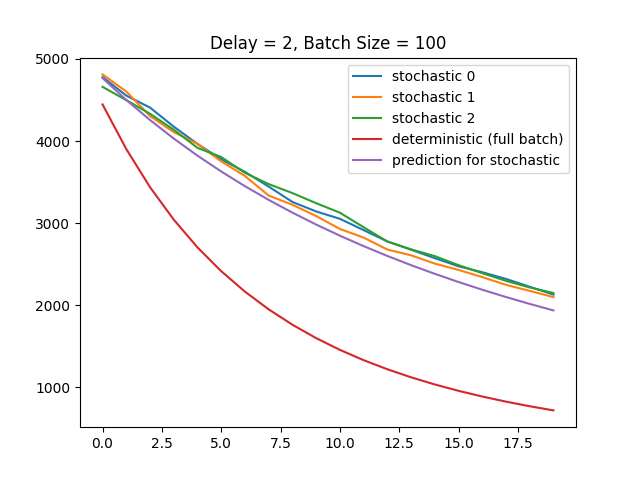 Delay = 2, Batch Size = 100
stochastic 0
stochastic 1
stochastic 2
deterministic (full batch)
prediction for stochastic
5000
4000
3000
2000
1000
0.0 2.5 5.0 7.5 10.0 12.5 15.0 17.5